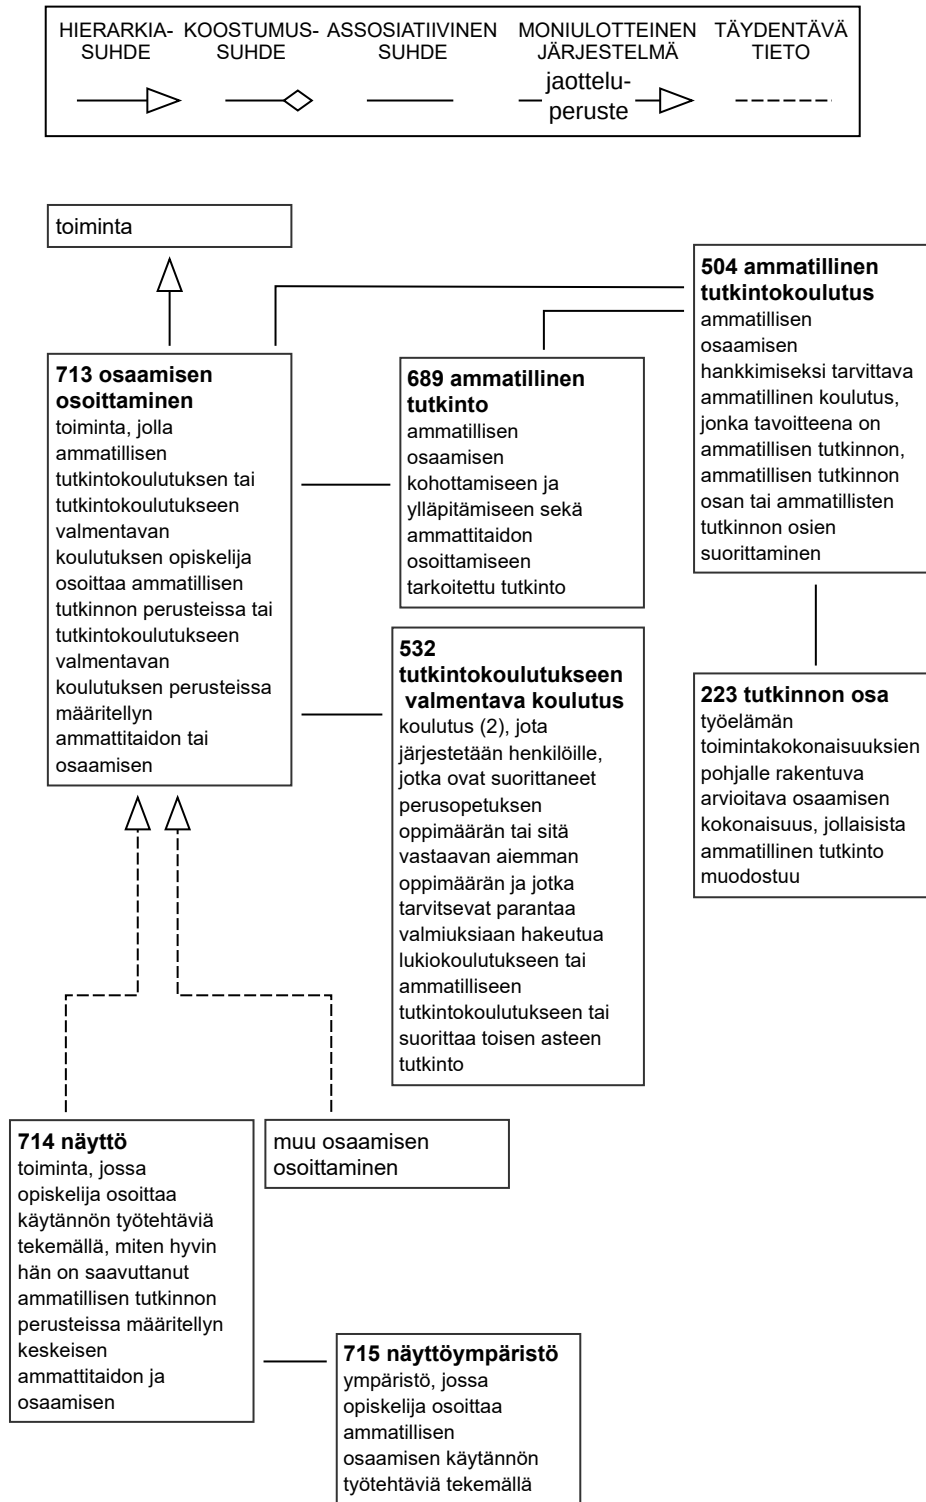 HIERARKIA-
SUHDE
KOOSTUMUS-
SUHDE
ASSOSIATIIVINEN
SUHDE
MONIULOTTEINEN
JÄRJESTELMÄ
TÄYDENTÄVÄ
TIETO
jaottelu-
peruste
toiminta
504 ammatillinen
tutkintokoulutus
ammatillisen
osaamisen
hankkimiseksi tarvittava
ammatillinen koulutus,
jonka tavoitteena on
ammatillisen tutkinnon,
ammatillisen tutkinnon
osan tai ammatillisten
tutkinnon osien
suorittaminen
713 osaamisen
osoittaminen
toiminta, jolla
ammatillisen
tutkintokoulutuksen tai
tutkintokoulutukseen
valmentavan
koulutuksen opiskelija
osoittaa ammatillisen
tutkinnon perusteissa tai
tutkintokoulutukseen
valmentavan
koulutuksen perusteissa
määritellyn
ammattitaidon tai
osaamisen
689 ammatillinen
tutkinto
ammatillisen
osaamisen
kohottamiseen ja
ylläpitämiseen sekä
ammattitaidon
osoittamiseen
tarkoitettu tutkinto
532
tutkintokoulutukseen
valmentava koulutus
koulutus (2), jota
järjestetään henkilöille,
jotka ovat suorittaneet
perusopetuksen
oppimäärän tai sitä
vastaavan aiemman
oppimäärän ja jotka
tarvitsevat parantaa
valmiuksiaan hakeutua
lukiokoulutukseen tai
ammatilliseen
tutkintokoulutukseen tai
suorittaa toisen asteen
tutkinto
223 tutkinnon osa
työelämän
toimintakokonaisuuksien
pohjalle rakentuva
arvioitava osaamisen
kokonaisuus, jollaisista
ammatillinen tutkinto
muodostuu
714 näyttö
toiminta, jossa
opiskelija osoittaa
käytännön työtehtäviä
tekemällä, miten hyvin
hän on saavuttanut
ammatillisen tutkinnon
perusteissa määritellyn
keskeisen
ammattitaidon ja
osaamisen
muu osaamisen
osoittaminen
715 näyttöympäristö
ympäristö, jossa
opiskelija osoittaa
ammatillisen
osaamisen käytännön
työtehtäviä tekemällä